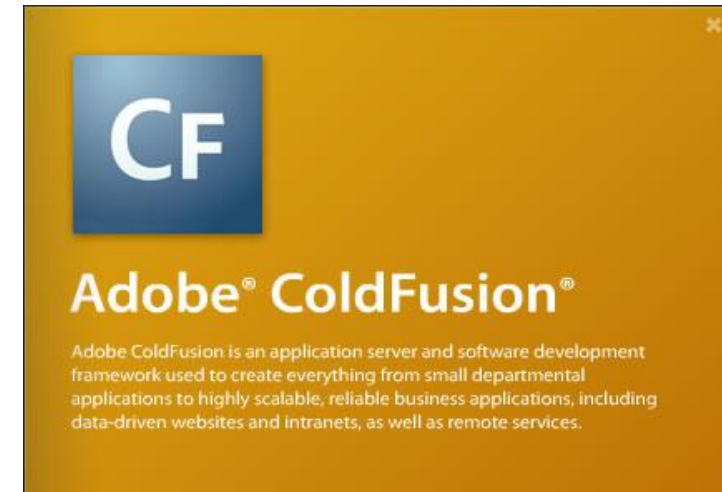 CF
Adobe® ColdFusion®
Adobe ColdFusion is an application server and software development
framework used to create everything from small departmental
applications to highly scalable, reliable business applications, including
data-driven websites and intranets, as well as remote services.